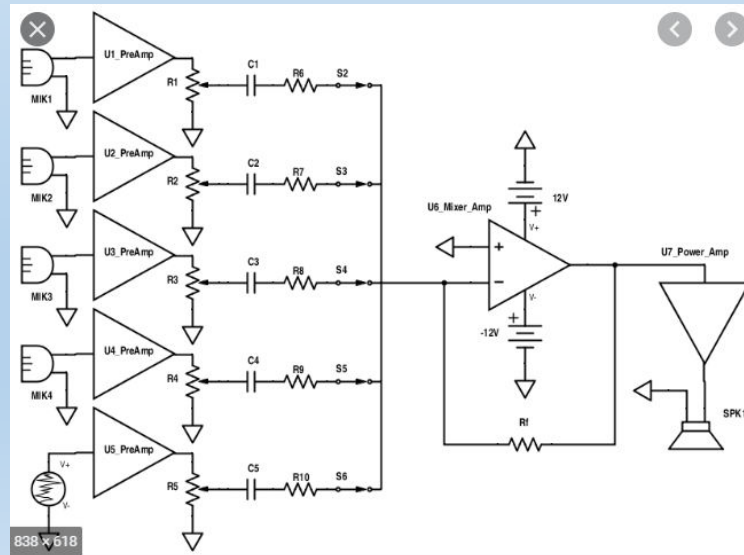 U1_PreAmp
R1
C1
R6
S2
MIK1
U2_PreAmp
R2
C2
R7
S3
MIK2
U3_PreAmp
R3
C3
R8
S4
MIK3
U4_PreAmp
R4
C4
R9
S5
MIK4
U5_PreAmp
R5
C5
R10
S6
V+
V-
U6_Mixer_Amp
12V
+
V+
+
−
V-
+
-12V
Rf
U7_Power_Amp
SPK1
838 × 618